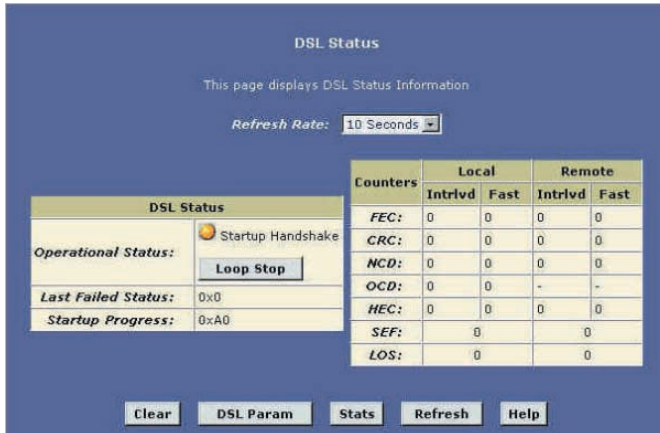 DSL Status
This page displays DSL Status Information
Refresh Rate: 10 Seconds
DSL Status
Operational Status: Startup Handshake
Loop Stop
Last Failed Status: 0x0
Startup Progress: 0xA0
Counters Local Remote
Intrlvd Fast Intrlvd Fast
FEC: 0 0 0 0
CRC: 0 0 0 0
NCD: 0 0 0 0
OCD: 0 0 - -
HEC: 0 0 0 0
SEF: 0 0
LOS: 0 0
Clear DSL Param Stats Refresh Help